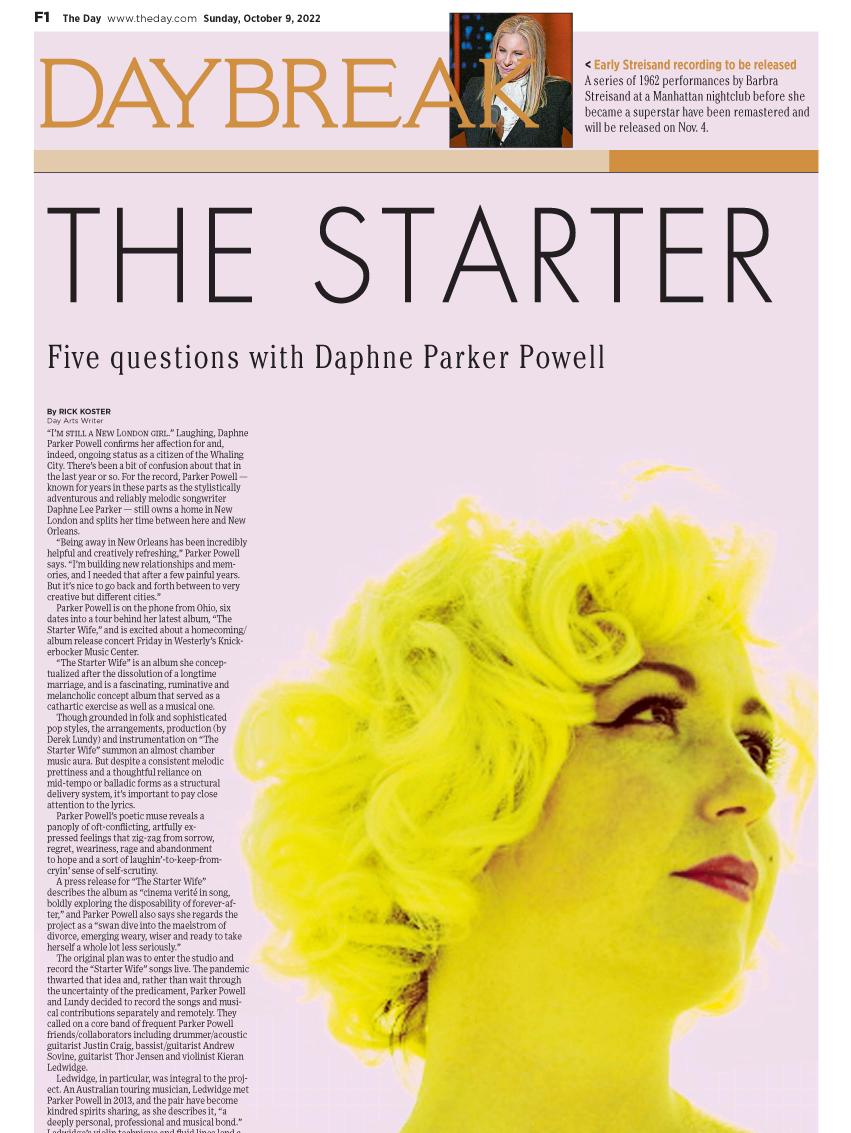 F1 The Day www.theday.com Sunday, October 9, 2022
DAYBREAK
< Early Streisand recording to be released
A series of 1962 performances by Barbra
Streisand at a Manhattan nightclub before she
became a superstar have been remastered and
will be released on Nov. 4.
THE STARTER
Five questions with Daphne Parker Powell
By RICK KOSTER
Day Arts Writer
“I’M STILL A NEW LONDON GIRL.” Laughing, Daphne
Parker Powell confirms her affection for and,
indeed, ongoing status as a citizen of the Whaling
City. There’s been a bit of confusion about that in
the last year or so. For the record, Parker Powell —
known for years in these parts as the stylistically
adventurous and reliably melodic songwriter
Daphne Lee Parker — still owns a home in New
London and splits her time between here and New
Orleans.
“Being away in New Orleans has been incredibly
helpful and creatively refreshing,” Parker Powell
says. “I’m building new relationships and mem-
ories, and I needed that after a few painful years.
But it’s nice to go back and forth between to very
creative but different cities.”
Parker Powell is on the phone from Ohio, six
dates into a tour behind her latest album, “The
Starter Wife,” and is excited about a homecoming/
album release concert Friday in Westerly’s Knick-
erbocker Music Center.
“The Starter Wife” is an album she concep-
tualized after the dissolution of a longtime
marriage, and is a fascinating, ruminative and
melancholic concept album that served as a
cathartic exercise as well as a musical one.
Though grounded in folk and sophisticated
pop styles, the arrangements, production (by
Derek Lundy) and instrumentation on “The
Starter Wife” summon an almost chamber
music aura. But despite a consistent melodic
prettiness and a thoughtful reliance on
mid-tempo or balladic forms as a structural
delivery system, it’s important to pay close
attention to the lyrics.
Parker Powell’s poetic muse reveals a
panoply of oft-conflicting, artfully ex-
pressed feelings that zig-zag from sorrow,
regret, weariness, rage and abandonment
to hope and a sort of laughin’-to-keep-from-
cryin’ sense of self-scrutiny.
A press release for “The Starter Wife”
describes the album as “cinema verité in song,
boldly exploring the disposability of forever-af-
ter,” and Parker Powell also says she regards the
project as a “swan dive into the maelstrom of
divorce, emerging weary, wiser and ready to take
herself a whole lot less seriously.”
The original plan was to enter the studio and
record the “Starter Wife” songs live. The pandemic
thwarted that idea and, rather than wait through
the uncertainty of the predicament, Parker Powell
and Lundy decided to record the songs and musi-
cal contributions separately and remotely. They
called on a core band of frequent Parker Powell
friends/collaborators including drummer/acoustic
guitarist Justin Craig, bassist/guitarist Andrew
Sovine, guitarist Thor Jensen and violinist Kieran
Ledwidge.
Ledwidge, in particular, was integral to the proj-
ect. An Australian touring musician, Ledwidge met
Parker Powell in 2013, and the pair have become
kindred spirits sharing, as she describes it, “a
deeply personal, professional and musical bond.”
Ledwidge’s violin technique and fluid lines lend a